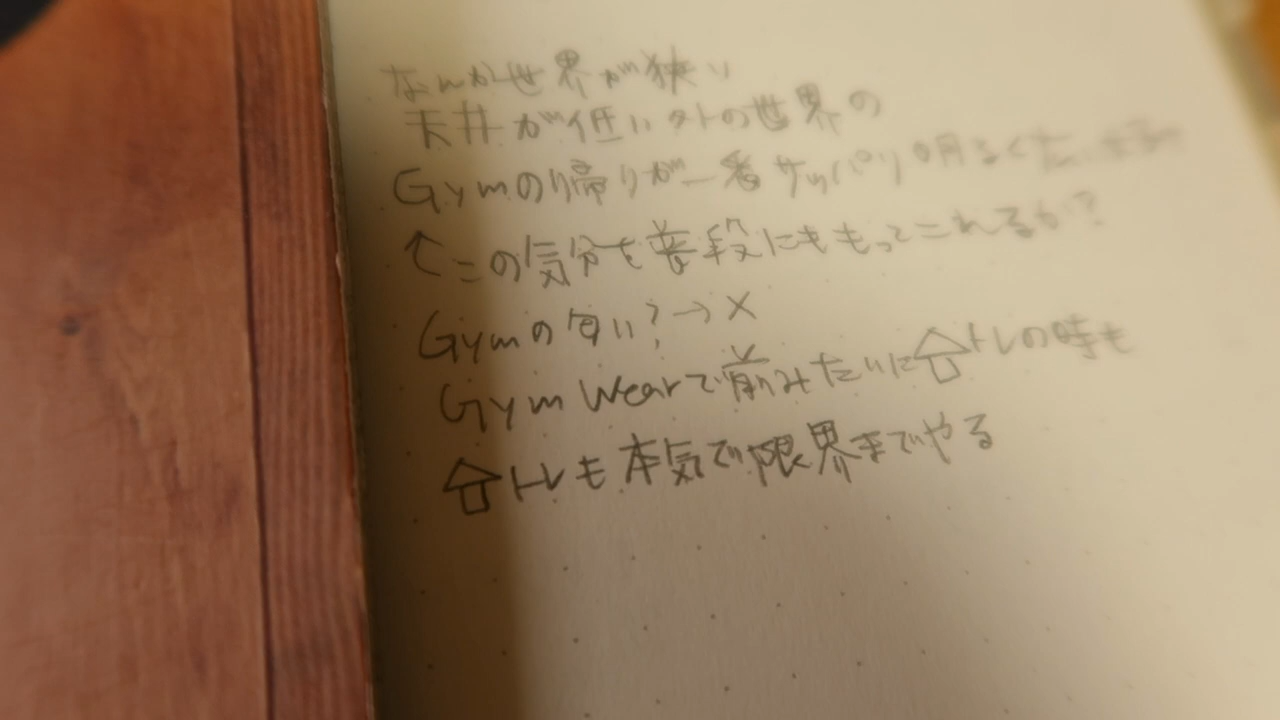 なんか世界が狭い
天井が低い 外の世界の
Gymの帰りが一番サッパリ 明るく
↑この気分を普段にももってこれるか?
Gymの匂い?→×
Gym Wearで前みたいに トレの時も
トレも本気で限界までやる